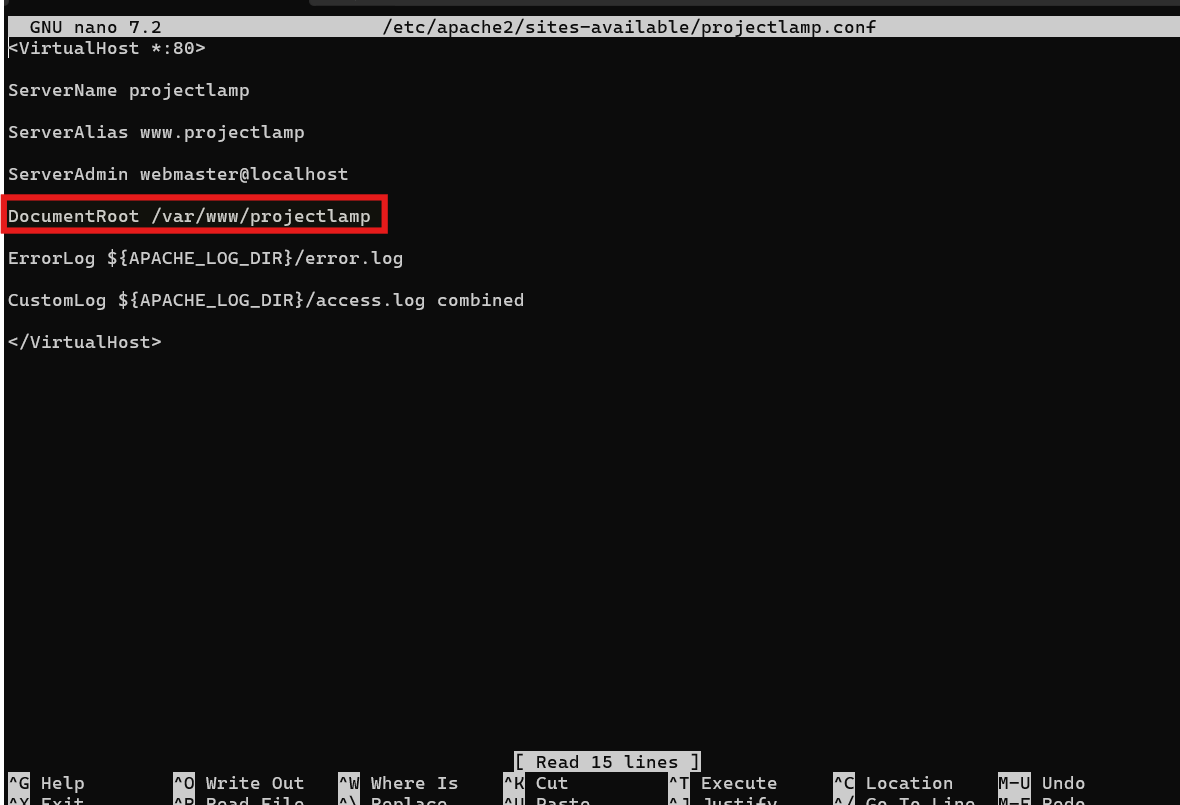 GNU nano 7.2 /etc/apache2/sites-available/projectlamp.conf
<VirtualHost *:80>
ServerName projectlamp
ServerAlias www.projectlamp
ServerAdmin webmaster@localhost
DocumentRoot /var/www/projectlamp
ErrorLog ${APACHE_LOG_DIR}/error.log
CustomLog ${APACHE_LOG_DIR}/access.log combined
</VirtualHost>
[ Read 15 lines ]
^G Help ^O Write Out ^W Where Is ^K Cut ^T Execute ^C Location M-U Undo
^X Exit ^R Read File ^\ Replace ^U Paste ^J Justify ^/ Go To Line M-E Redo